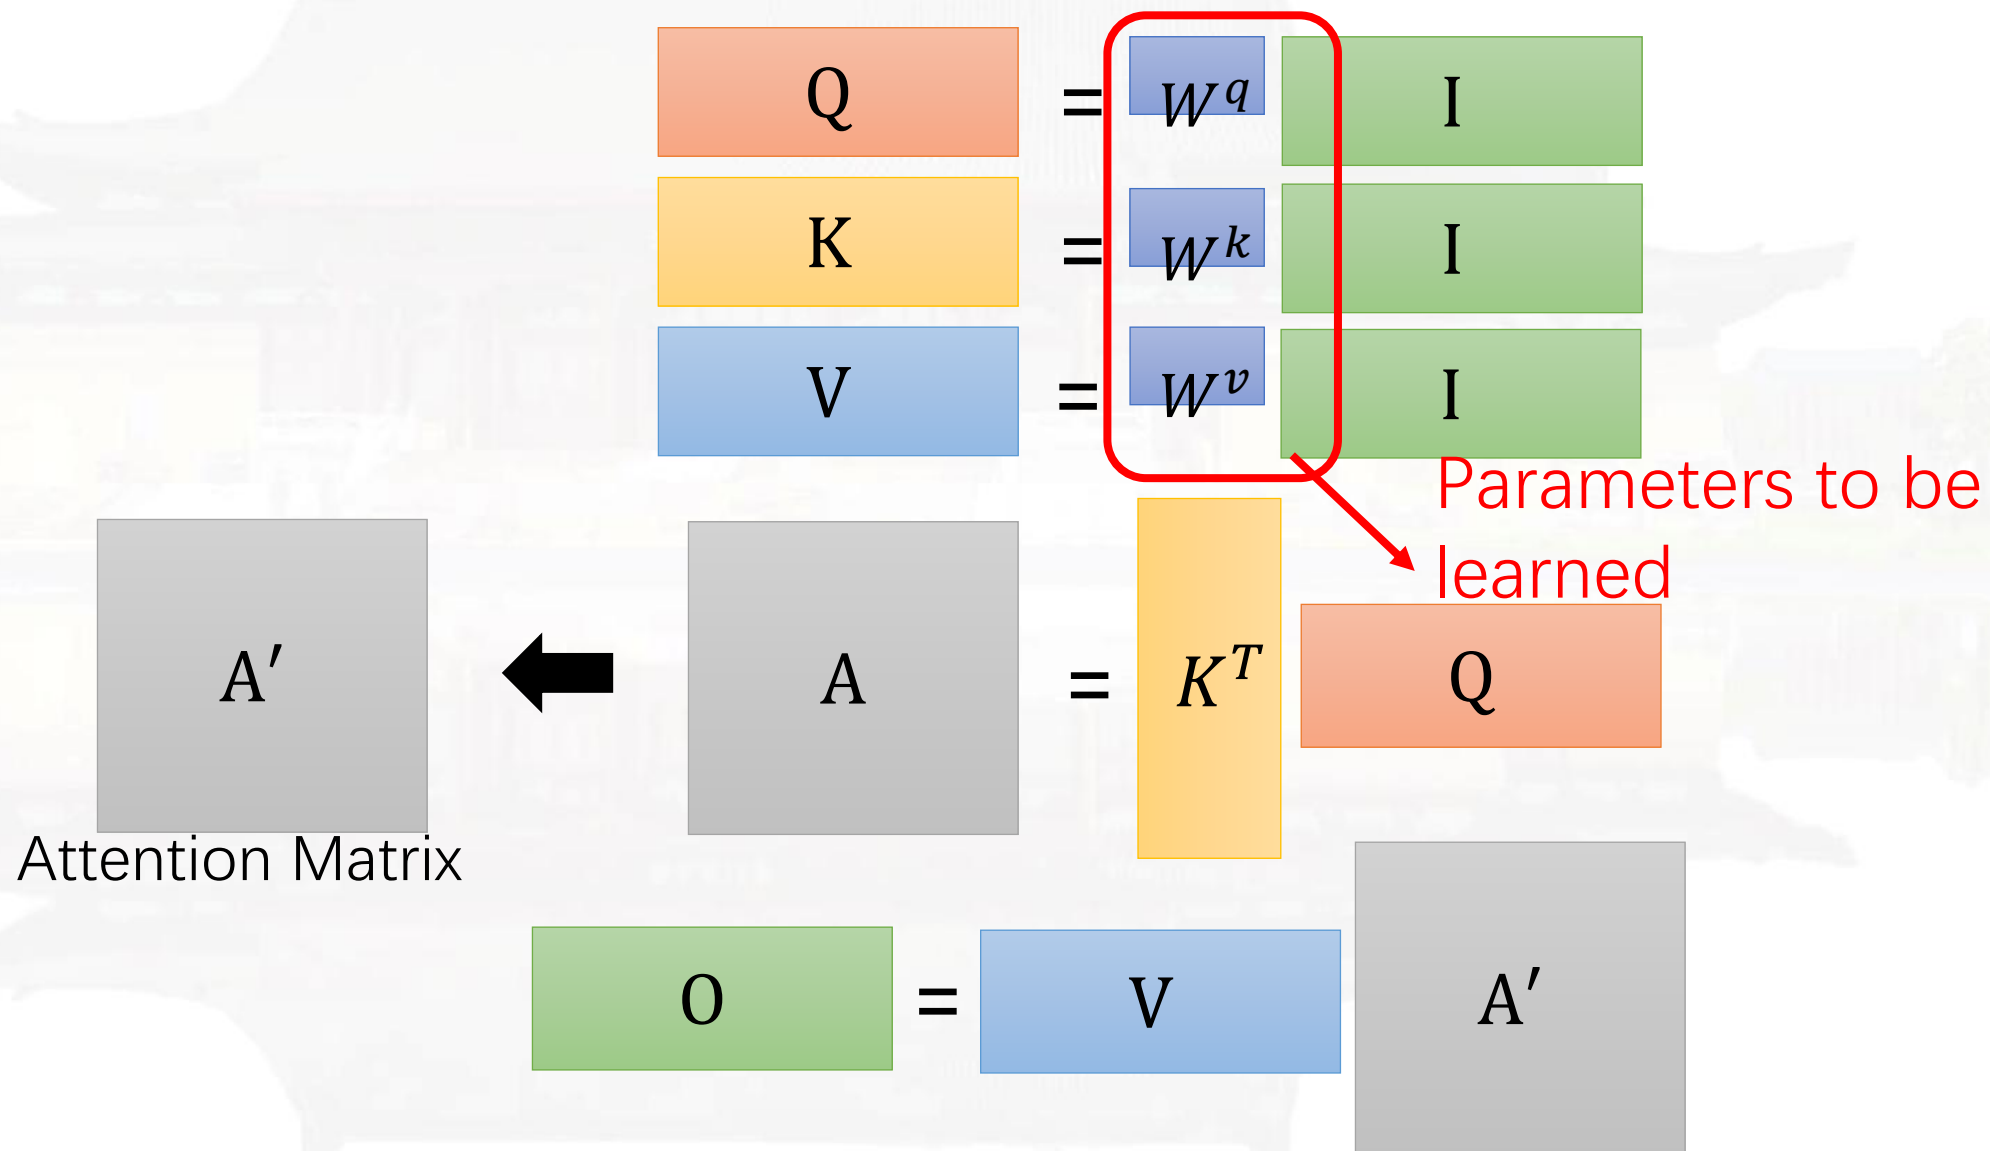 Q = W^q I
K = W^k I
V = W^v I
Parameters to be
learned
A′ A = K^T Q
Attention Matrix
O = V A′